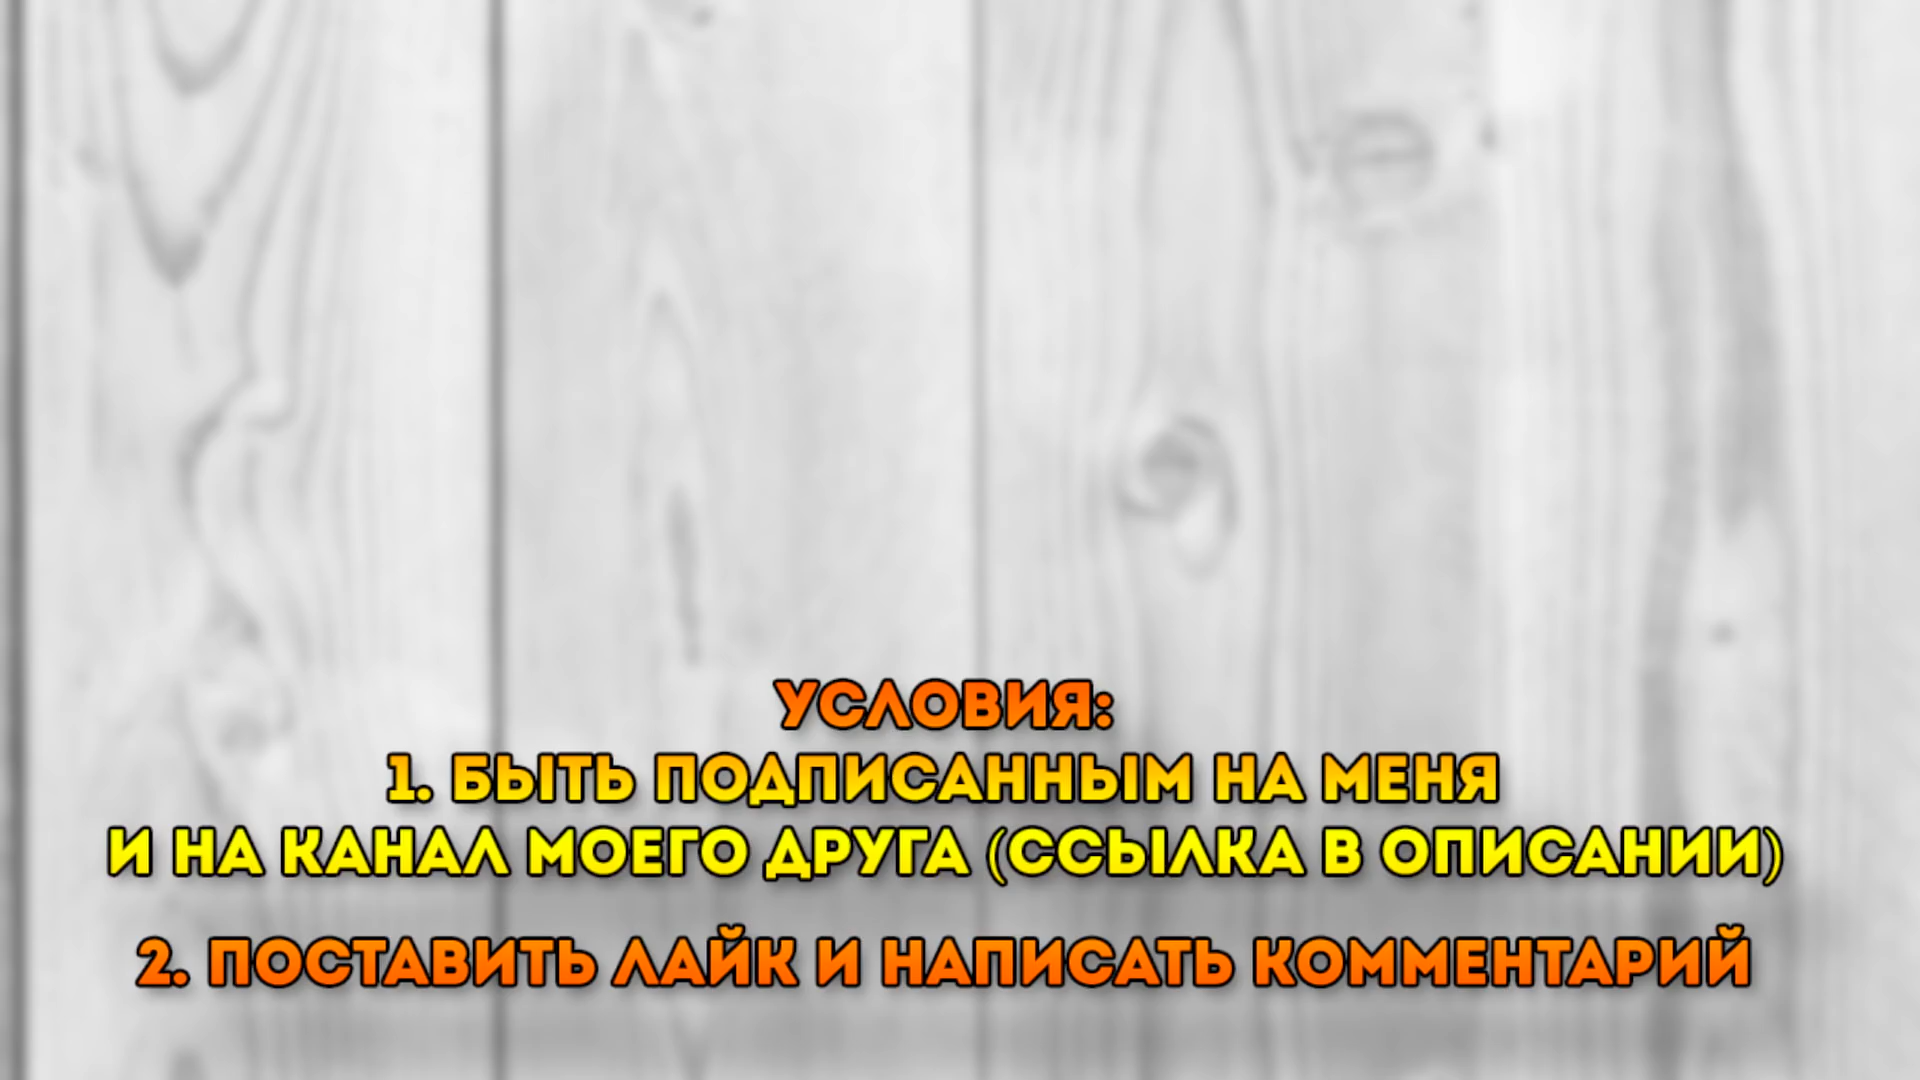 УСЛОВИЯ:
1. БЫТЬ ПОДПИСАННЫМ НА МЕНЯ
И НА КАНАЛ МОЕГО ДРУГА (ССЫЛКА В ОПИСАНИИ)
2. ПОСТАВИТЬ ЛАЙК И НАПИСАТЬ КОММЕНТАРИЙ